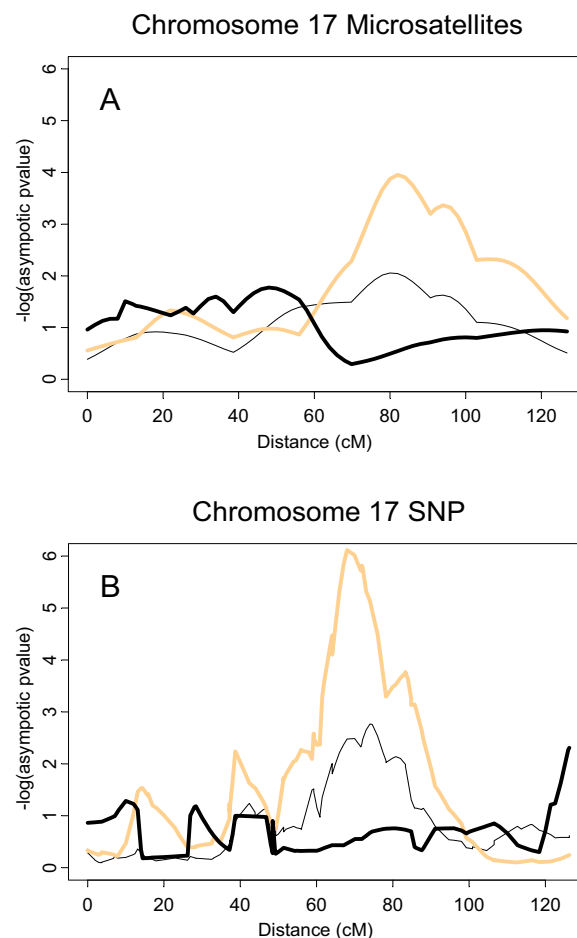 Chromosome 17 Microsatellites
A
-log(asympotic pvalue)
6
5
4
3
2
1
0
0 20 40 60 80 100 120
Distance (cM)
Chromosome 17 SNP
B
-log(asympotic pvalue)
6
5
4
3
2
1
0
0 20 40 60 80 100 120
Distance (cM)